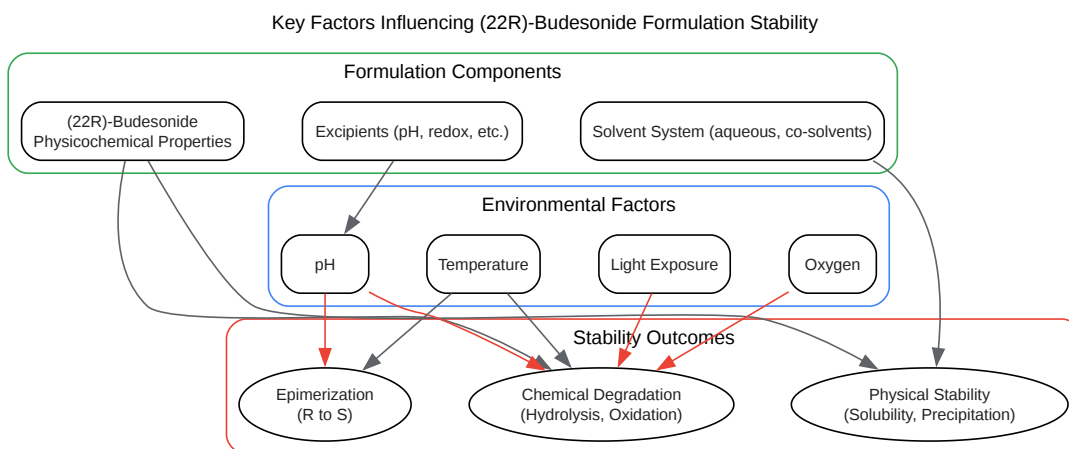 Key Factors Influencing (22R)-Budesonide Formulation Stability
Formulation Components
(22R)-Budesonide
Physicochemical Properties
Excipients (pH, redox, etc.)
Solvent System (aqueous, co-solvents)
Environmental Factors
pH
Temperature
Light Exposure
Oxygen
Stability Outcomes
Epimerization
(R to S)
Chemical Degradation
(Hydrolysis, Oxidation)
Physical Stability
(Solubility, Precipitation)